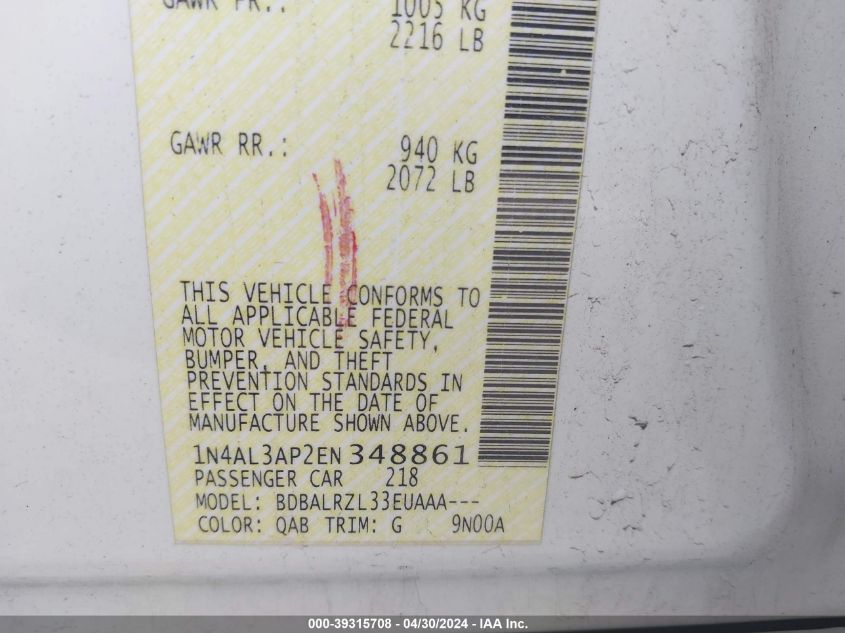 GAWR FR.: 1005 KG
2216 LB
GAWR RR.: 940 KG
2072 LB
THIS VEHICLE CONFORMS TO
ALL APPLICABLE FEDERAL
MOTOR VEHICLE SAFETY,
BUMPER, AND THEFT
PREVENTION STANDARDS IN
EFFECT ON THE DATE OF
MANUFACTURE SHOWN ABOVE.
1N4AL3AP2EN348861
PASSENGER CAR 218
MODEL: BDBALRZL33EUAAA---
COLOR: QAB TRIM: G 9N00A
000-39315708 - 04/30/2024 - IAA Inc.